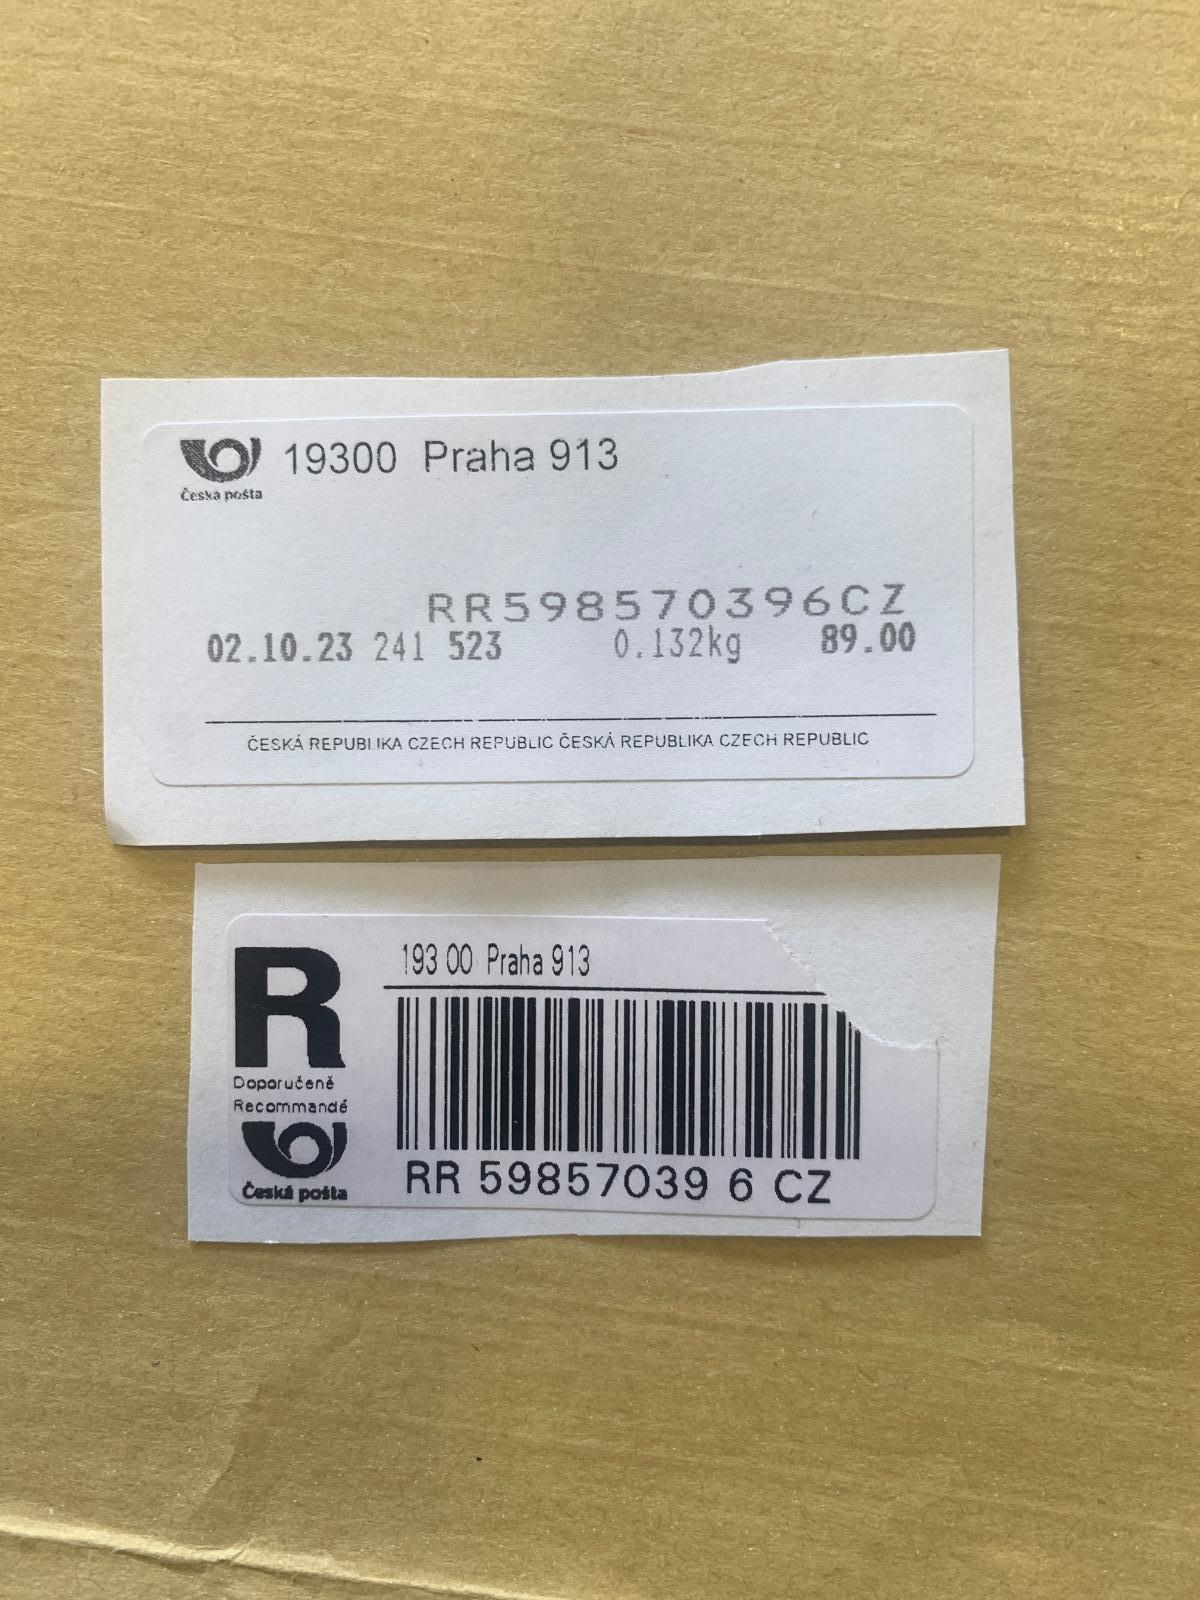 19300 Praha 913
Česká pošta
RR598570396CZ
02.10.23 241 523 0.132kg 89.00
ČESKÁ REPUBLIKA CZECH REPUBLIC ČESKÁ REPUBLIKA CZECH REPUBLIC
R
193 00 Praha 913
Doporučeně
Recommandé
Česká pošta
RR 59857039 6 CZ